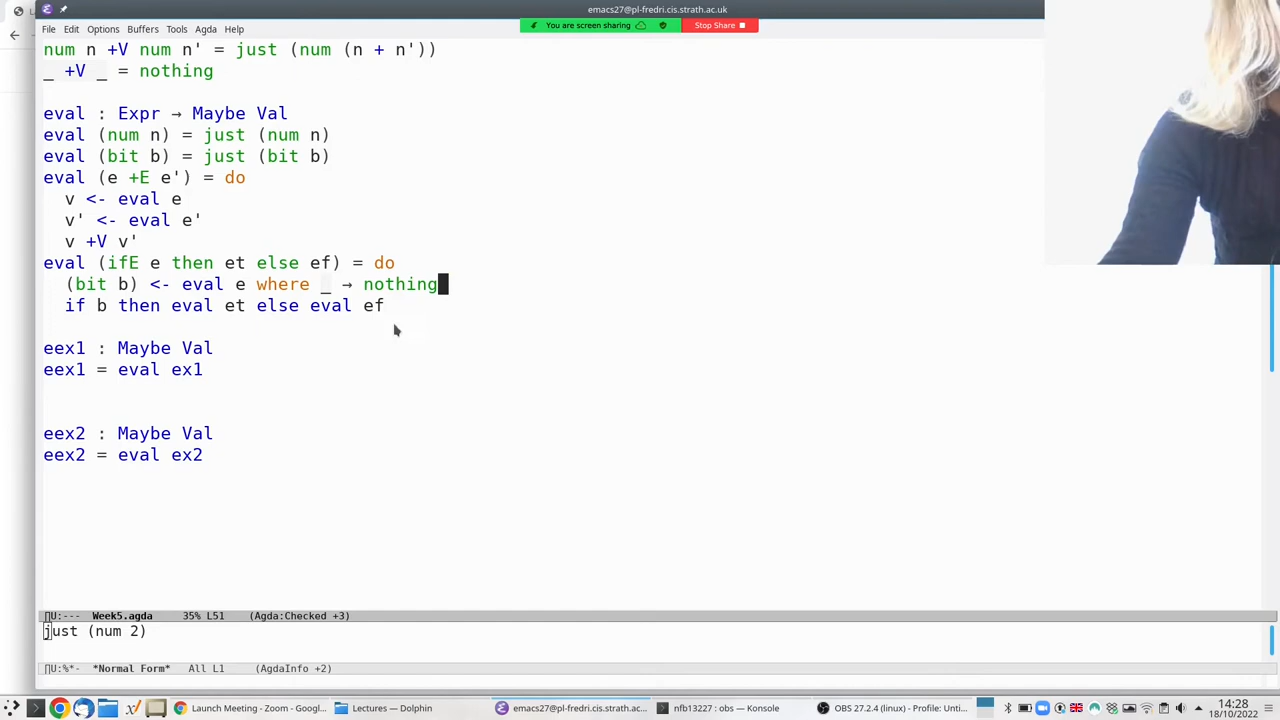 emacs27@pl-fredri.cis.strath.ac.uk
File Edit Options Buffers Tools Agda Help
You are screen sharing Stop Share
num n +V num n' = just (num (n + n'))
_ +V _ = nothing
eval : Expr → Maybe Val
eval (num n) = just (num n)
eval (bit b) = just (bit b)
eval (e +E e') = do
v <- eval e
v' <- eval e'
v +V v'
eval (ifE e then et else ef) = do
(bit b) <- eval e where _ → nothing
if b then eval et else eval ef
eex1 : Maybe Val
eex1 = eval ex1
eex2 : Maybe Val
eex2 = eval ex2
U:--- Week5.agda 35% L51 (Agda:Checked +3)
just (num 2)
U:%*- *Normal Form* All L1 (AgdaInfo +2)
Launch Meeting - Zoom - Googl... Lectures — Dolphin emacs27@pl-fredri.cis.strath.ac... nfb13227 : obs — Konsole OBS 27.2.4 (linux) - Profile: Unti... 14:28
18/10/2022